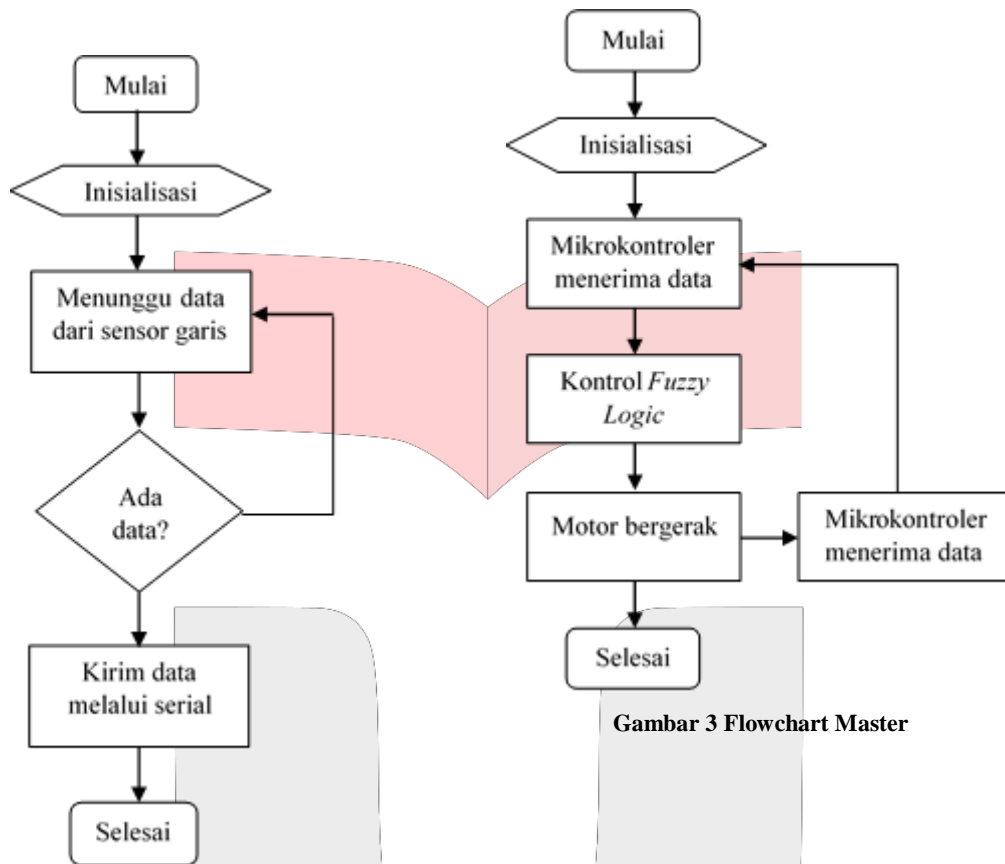 Mulai
Inisialisasi
Menunggu data
dari sensor garis
Ada
data?
Kirim data
melalui serial
Selesai
Mulai
Inisialisasi
Mikrokontroler
menerima data
Kontrol Fuzzy
Logic
Motor bergerak
Mikrokontroler
menerima data
Selesai
Gambar 3 Flowchart Master